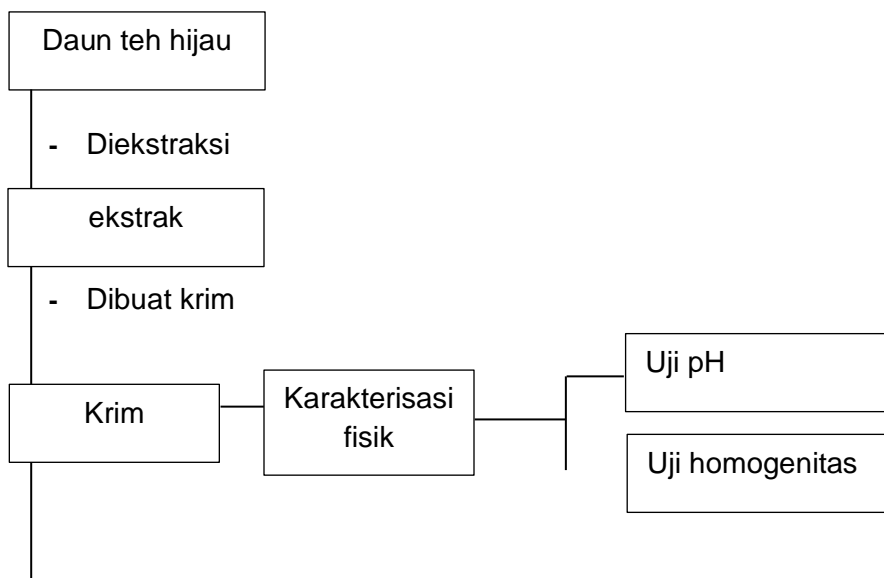 Daun teh hijau
- Diekstraksi
ekstrak
- Dibuat krim
Krim
Karakterisasi
fisik
Uji pH
Uji homogenitas